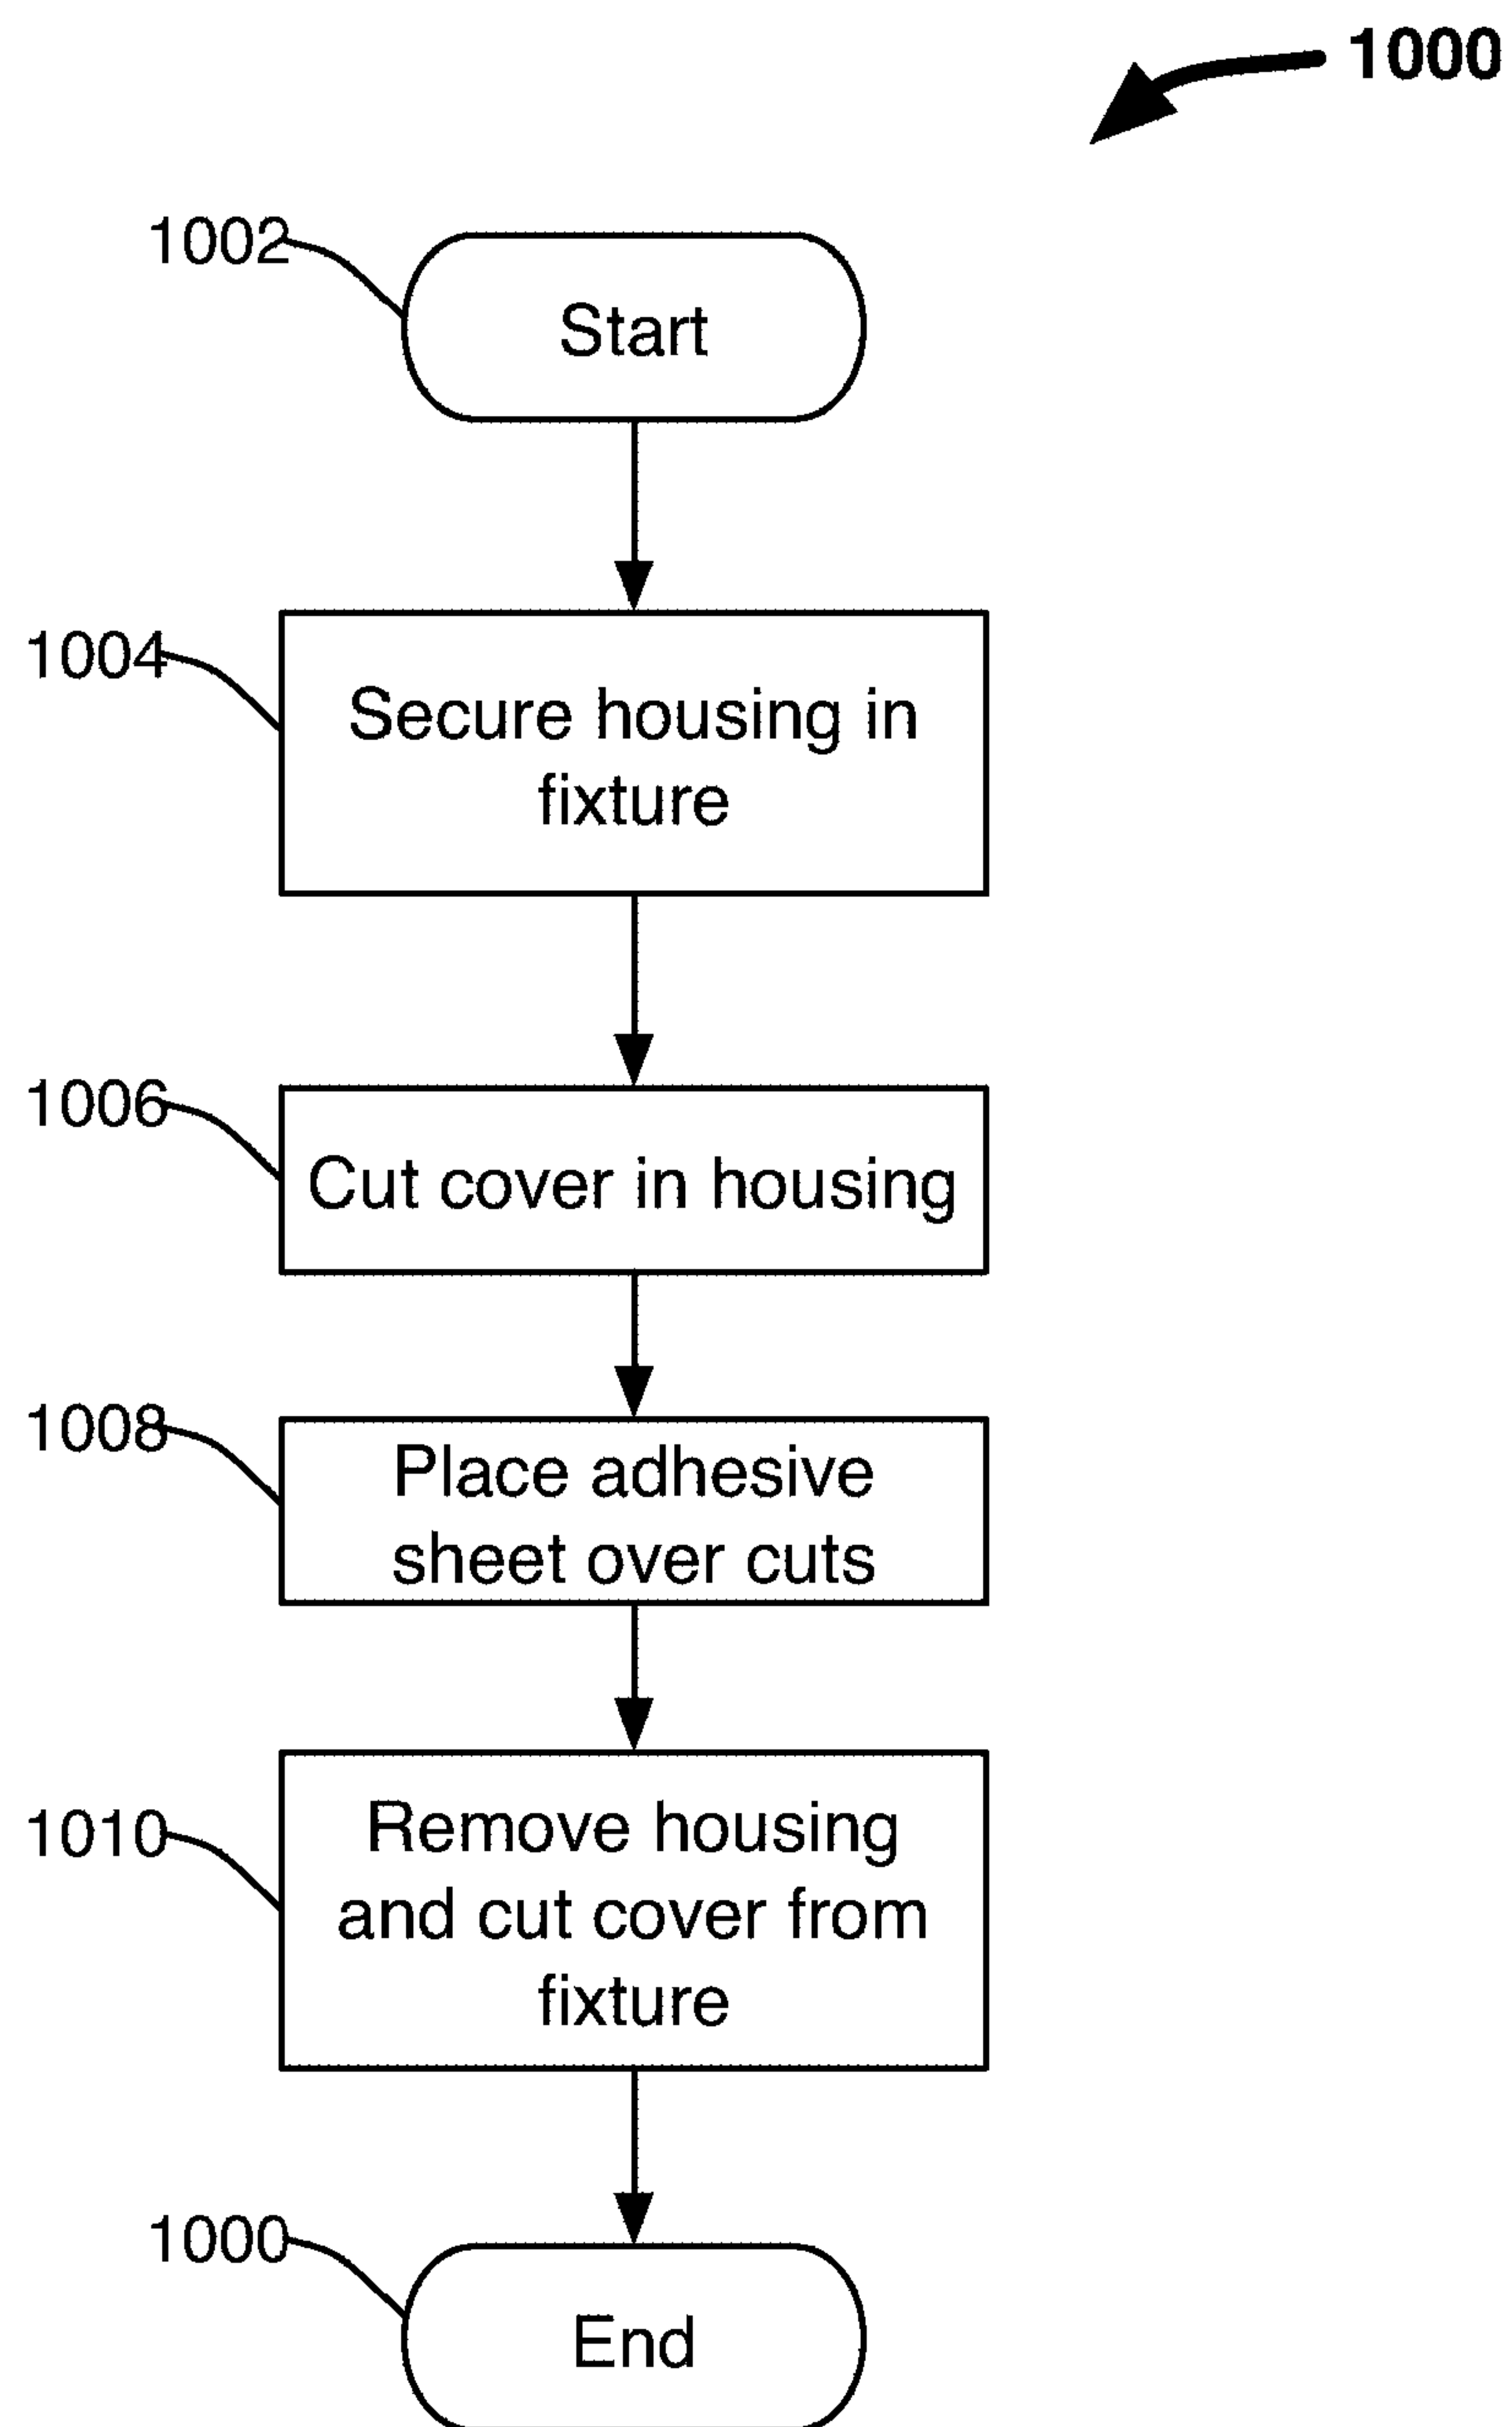 1000
1002
Start
1004
Secure housing in
fixture
1006
Cut cover in housing
1008
Place adhesive
sheet over cuts
1010
Remove housing
and cut cover from
fixture
1000
End